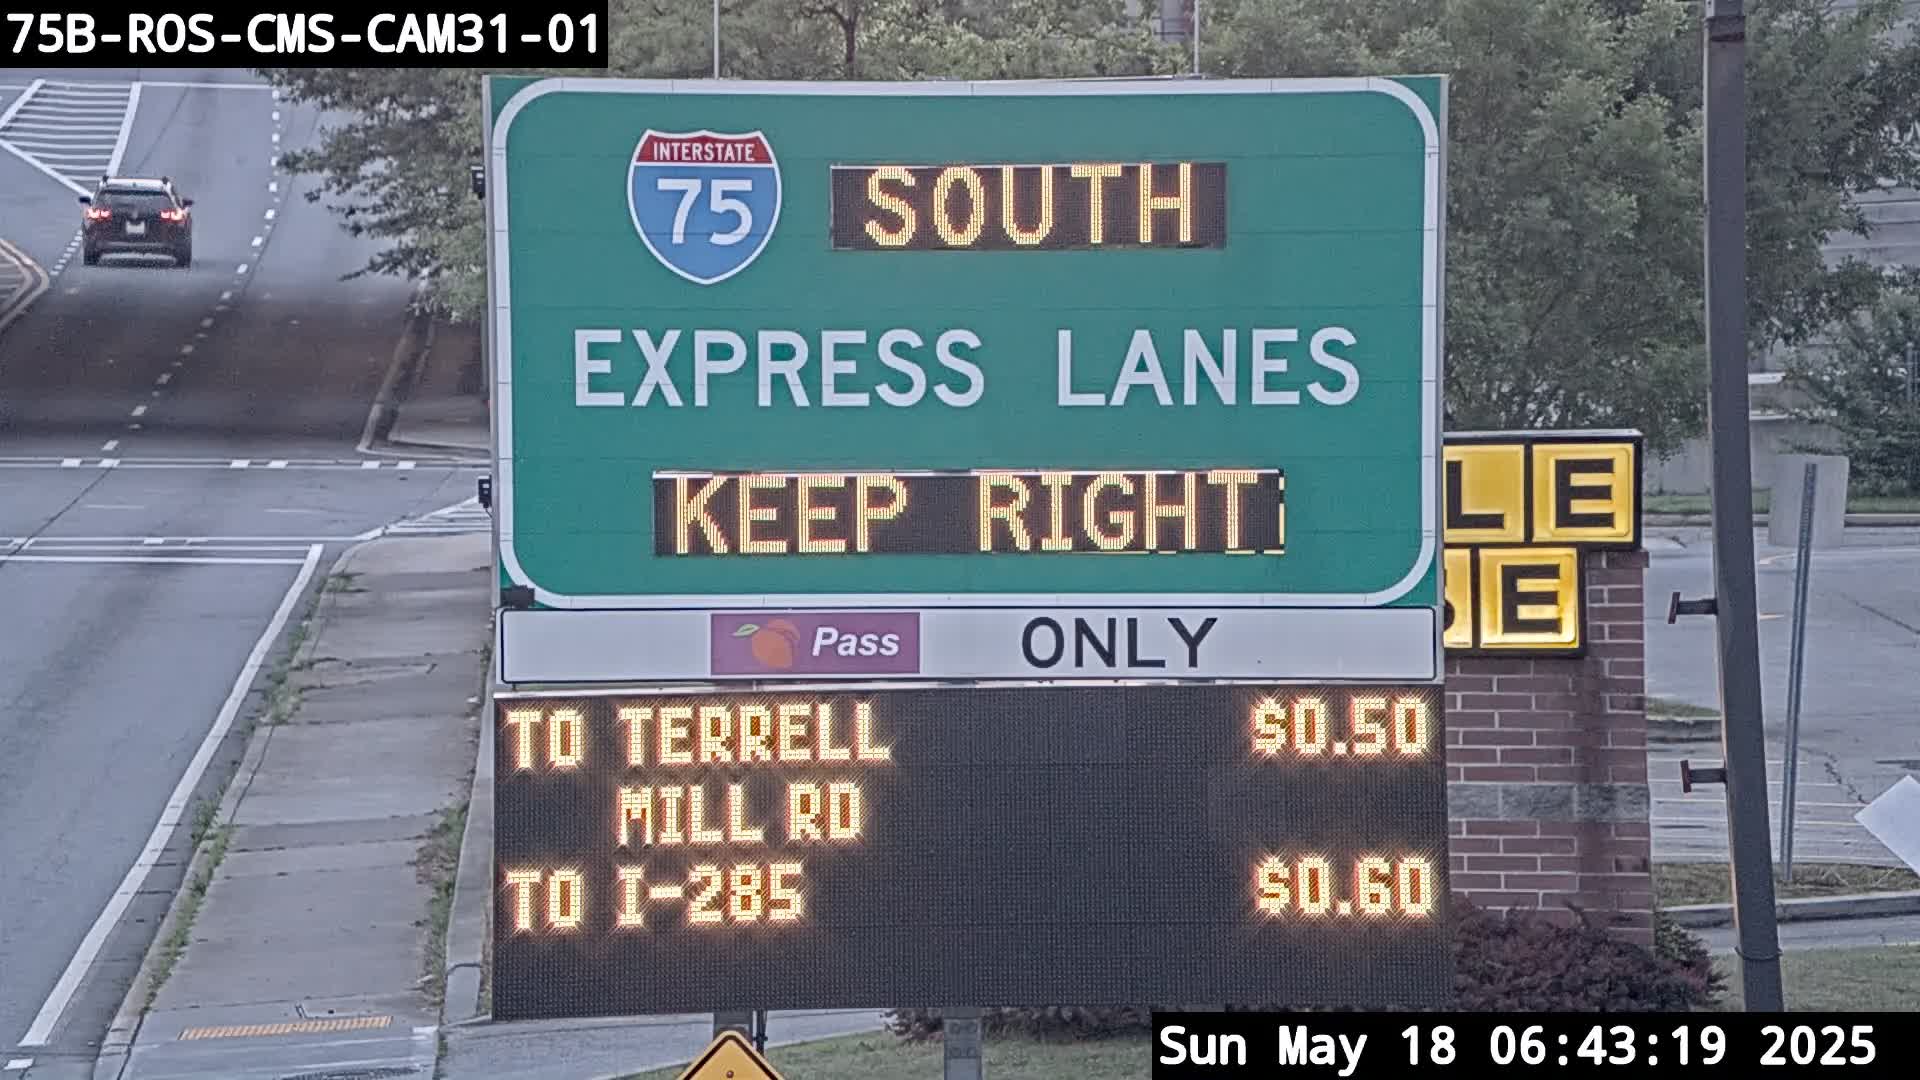 75B-ROS-CMS-CAM31-01
INTERSTATE
75
SOUTH
EXPRESS LANES
KEEP RIGHT
Pass ONLY
TO TERRELL $0.50
MILL RD
TO I-285 $0.60
LE
E
Sun May 18 06:43:19 2025